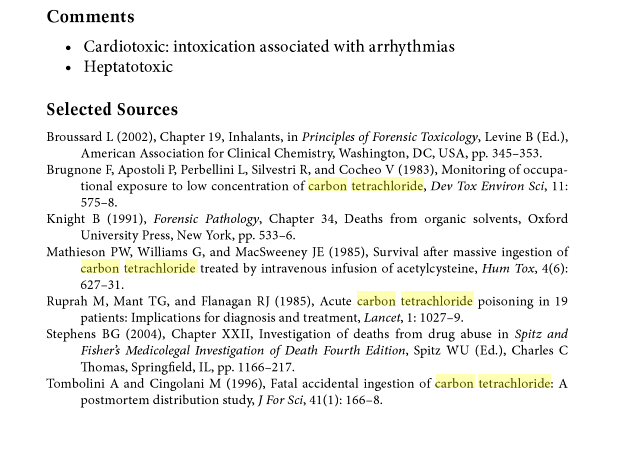 Comments
• Cardiotoxic: intoxication associated with arrhythmias
• Heptatotoxic
Selected Sources
Broussard L (2002), Chapter 19, Inhalants, in Principles of Forensic Toxicology, Levine B (Ed.),
American Association for Clinical Chemistry, Washington, DC, USA, pp. 345–353.
Brugnone F, Apostoli P, Perbellini L, Silvestri R, and Cocheo V (1983), Monitoring of occupa-
tional exposure to low concentration of carbon tetrachloride, Dev Tox Environ Sci, 11:
575–8.
Knight B (1991), Forensic Pathology, Chapter 34, Deaths from organic solvents, Oxford
University Press, New York, pp. 533–6.
Mathieson PW, Williams G, and MacSweeney JE (1985), Survival after massive ingestion of
carbon tetrachloride treated by intravenous infusion of acetylcysteine, Hum Tox, 4(6):
627–31.
Ruprah M, Mant TG, and Flanagan RJ (1985), Acute carbon tetrachloride poisoning in 19
patients: Implications for diagnosis and treatment, Lancet, 1: 1027–9.
Stephens BG (2004), Chapter XXII, Investigation of deaths from drug abuse in Spitz and
Fisher's Medicolegal Investigation of Death Fourth Edition, Spitz WU (Ed.), Charles C
Thomas, Springfield, IL, pp. 1166–217.
Tombolini A and Cingolani M (1996), Fatal accidental ingestion of carbon tetrachloride: A
postmortem distribution study, J For Sci, 41(1): 166–8.